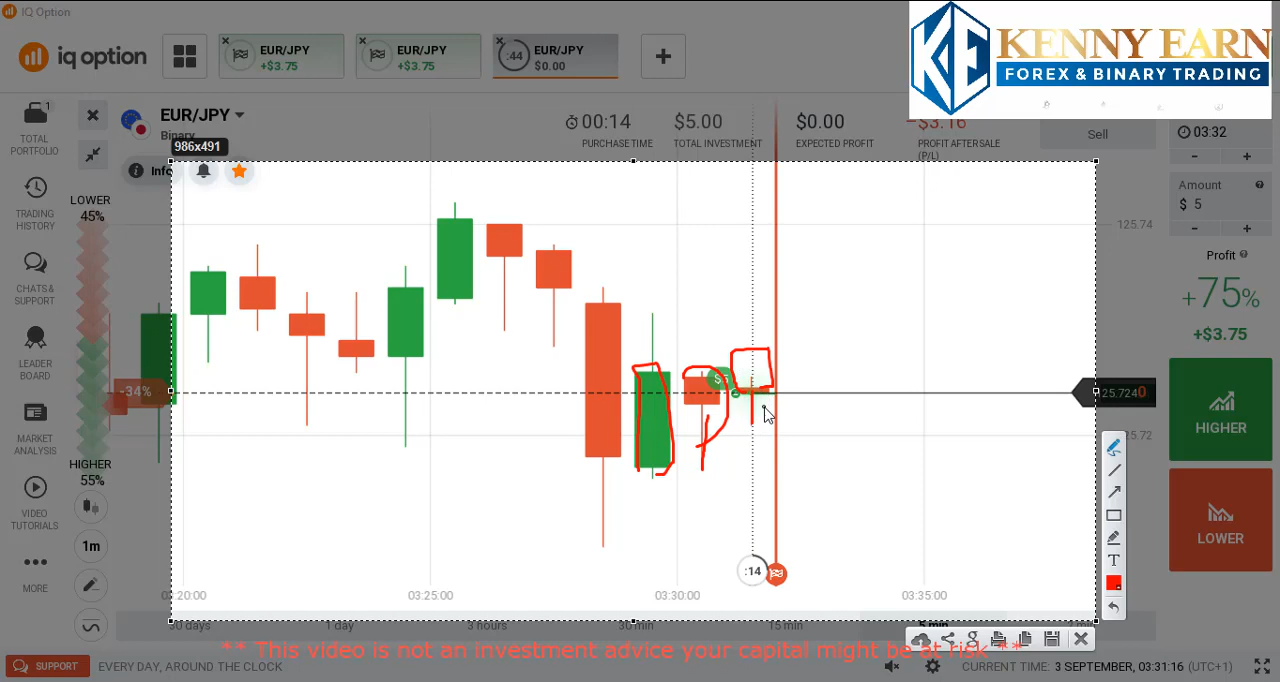 IQ Option
iq option
EUR/JPY
+$3.75
EUR/JPY
+$3.75
:44
EUR/JPY
$0.00
KE
KENNY EARN
FOREX & BINARY TRADING
1
TOTAL
PORTFOLIO
TRADING
HISTORY
CHATS &
SUPPORT
LEADER
BOARD
MARKET
ANALYSIS
VIDEO
TUTORIALS
MORE
EUR/JPY
Binary
986x491
Info
00:14
PURCHASE TIME
$5.00
TOTAL INVESTMENT
$0.00
EXPECTED PROFIT
-$3.16
PROFIT AFTER SALE
(P/L)
Sell
03:32
- +
Amount
$ 5
- +
Profit
+75%
+$3.75
HIGHER
LOWER
LOWER
45%
-34%
HIGHER
55%
1m
125.74
25.7240
25.72
:14
T
03:20:00
03:25:00
03:30:00
03:35:00
30 days
1 day
3 hours
30 min
15 min
5 min
** This video is not an investment advice your capital might be at risk **
SUPPORT
EVERY DAY, AROUND THE CLOCK
CURRENT TIME: 3 SEPTEMBER, 03:31:16 (UTC+1)